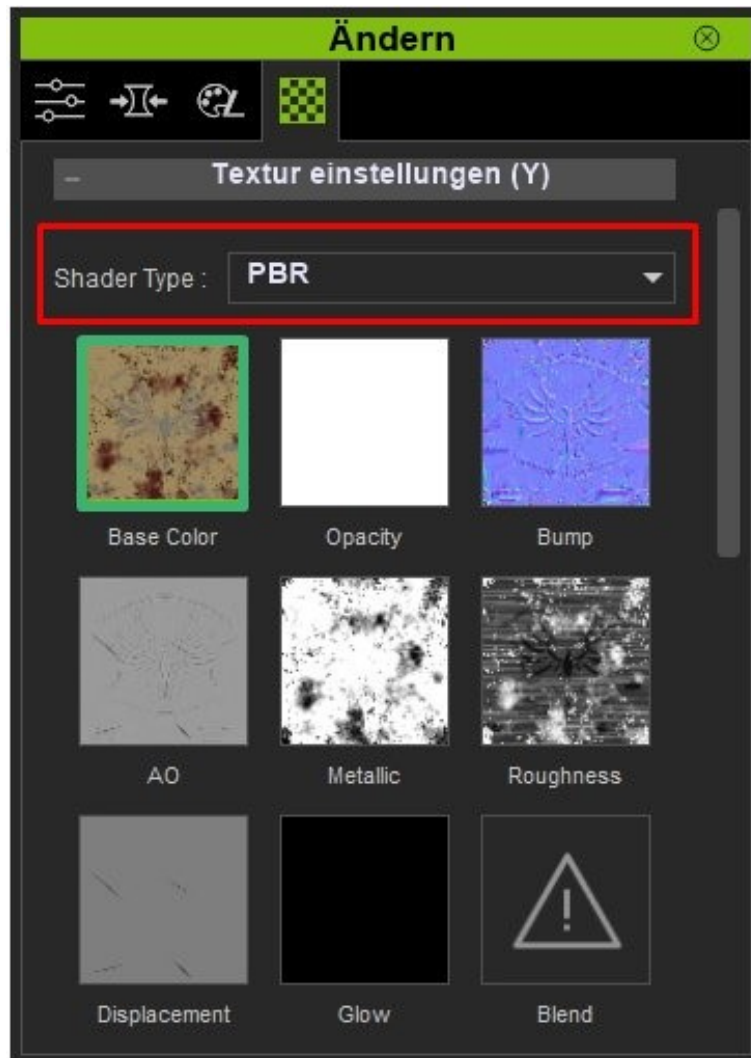 Ändern
Textur einstellungen (Y)
Shader Type : PBR
Base Color Opacity Bump
AO Metallic Roughness
Displacement Glow Blend